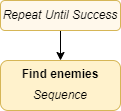 Repeat Until Success
Find enemies
Sequence